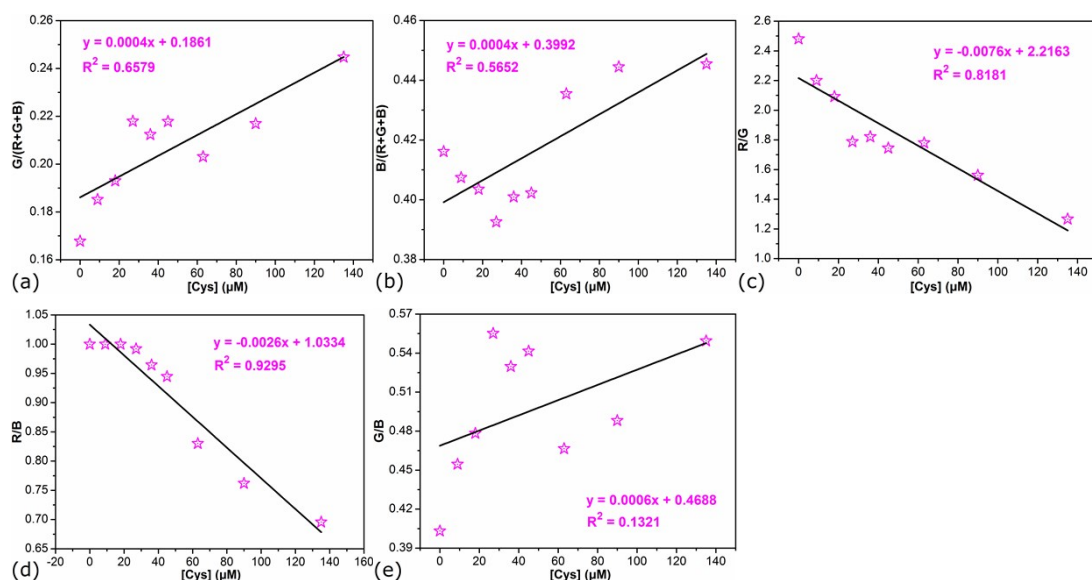 0.26
0.24
0.22
0.20
0.18
0.16
G/(R+G+B)
y = 0.0004x + 0.1861
R² = 0.6579
0 20 40 60 80 100 120 140
[Cys] (µM)
(a)
0.44
0.42
0.40
0.38
B/(R+G+B)
y = 0.0004x + 0.3992
R² = 0.5652
0 20 40 60 80 100 120 140
[Cys] (µM)
(b)
2.6
2.4
2.2
2.0
1.8
1.6
1.4
1.2
1.0
R/G
y = -0.0076x + 2.2163
R² = 0.8181
0 20 40 60 80 100 120 140
[Cys] (µM)
(c)
1.05
1.00
0.95
0.90
0.85
0.80
0.75
0.70
0.65
R/B
y = -0.0026x + 1.0334
R² = 0.9295
-20 0 20 40 60 80 100 120 140 160
[Cys] (µM)
(d)
0.57
0.54
0.51
0.48
0.45
0.42
0.39
G/B
y = 0.0006x + 0.4688
R² = 0.1321
0 20 40 60 80 100 120 140
[Cys] (µM)
(e)